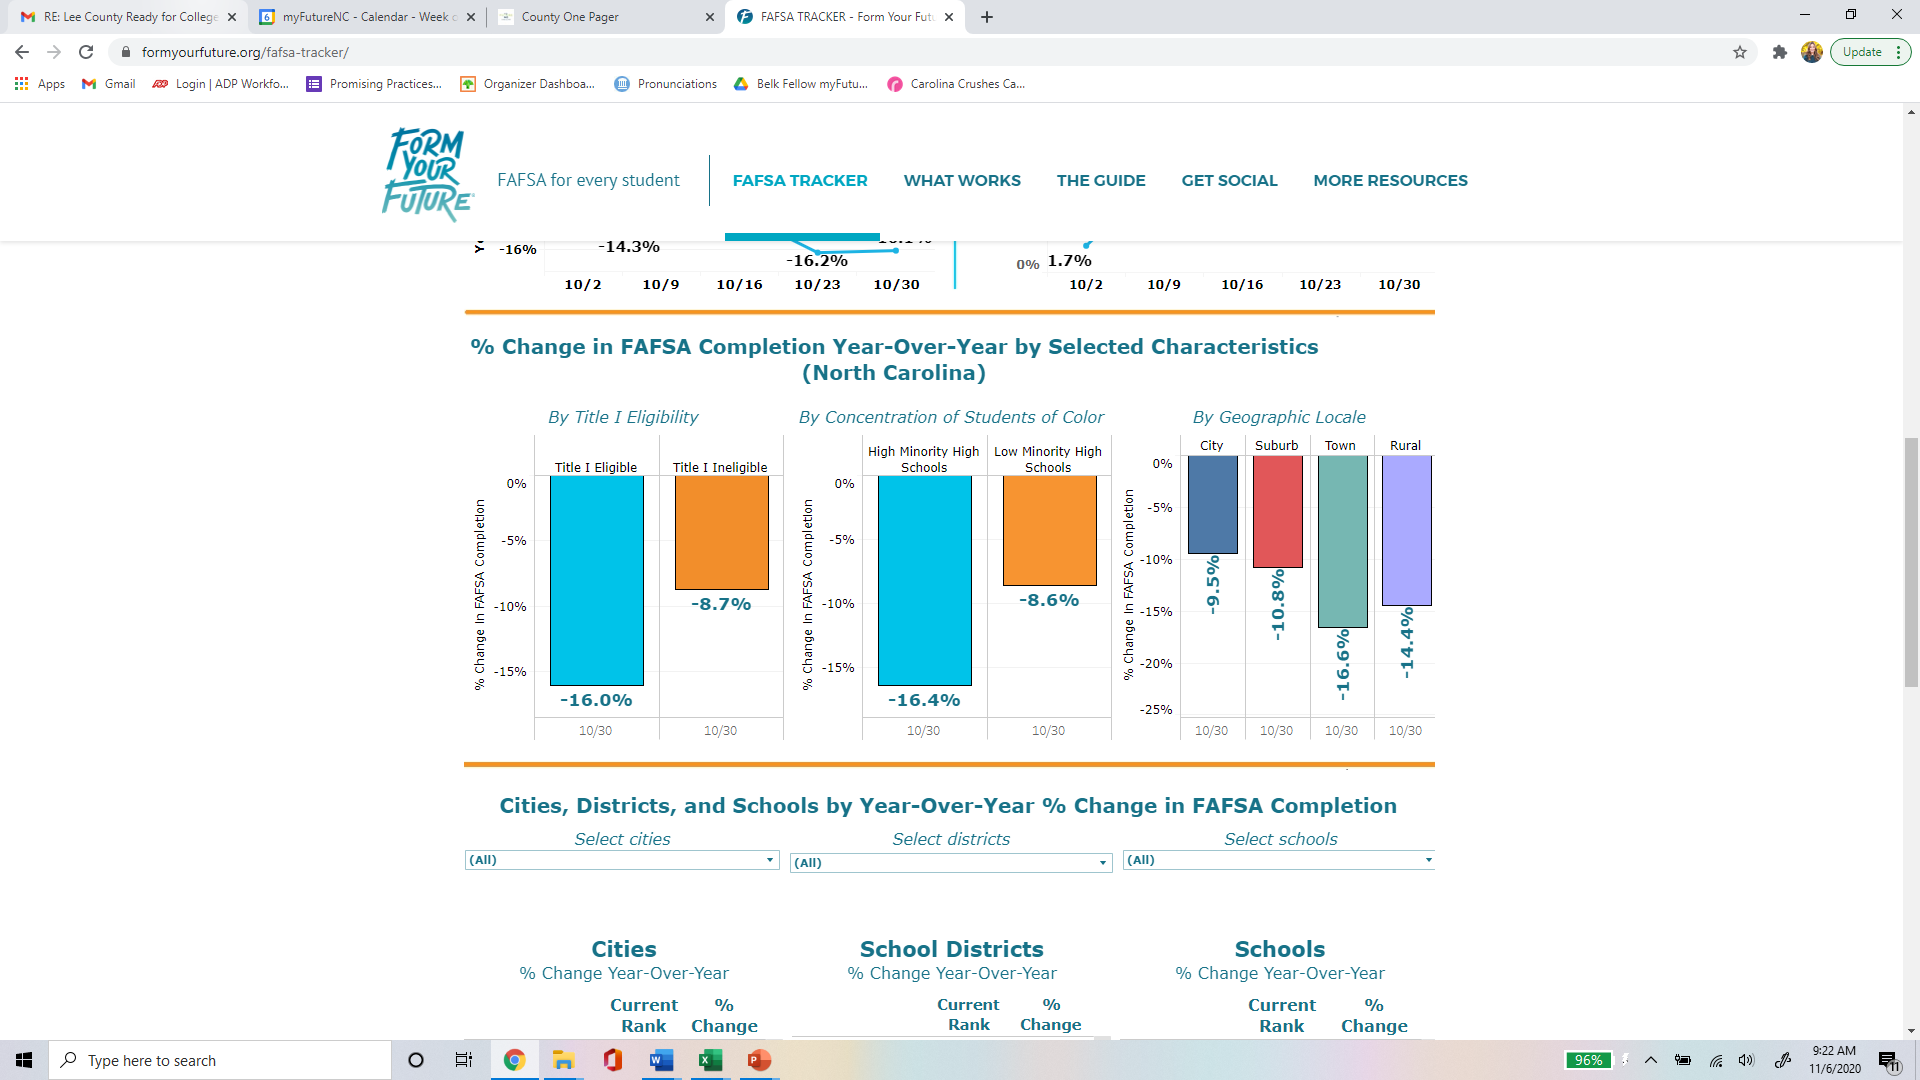 RE: Lee County Ready for College
myFutureNC - Calendar - Week o
County One Pager
FAFSA TRACKER - Form Your Futu
formyourfuture.org/fafsa-tracker/
Update
Apps
Gmail
Login | ADP Workfo...
Promising Practices...
Organizer Dashboa...
Pronunciations
Belk Fellow myFutu...
Carolina Crushes Ca...
FORM
YOUR
FUTURE
FAFSA for every student
FAFSA TRACKER
WHAT WORKS
THE GUIDE
GET SOCIAL
MORE RESOURCES
-16%
-14.3%
-16.2%
10/2 10/9 10/16 10/23 10/30
0%
1.7%
10/2 10/9 10/16 10/23 10/30
% Change in FAFSA Completion Year-Over-Year by Selected Characteristics
(North Carolina)
By Title I Eligibility
Title I Eligible
Title I Ineligible
% Change In FAFSA Completion
0%
-5%
-10%
-15%
-16.0%
-8.7%
10/30
10/30
By Concentration of Students of Color
High Minority High
Schools
Low Minority High
Schools
% Change In FAFSA Completion
0%
-5%
-10%
-15%
-16.4%
-8.6%
10/30
10/30
By Geographic Locale
City
Suburb
Town
Rural
% Change In FAFSA Completion
0%
-5%
-10%
-15%
-20%
-25%
-9.5%
-10.8%
-16.6%
-14.4%
10/30
10/30
10/30
10/30
Cities, Districts, and Schools by Year-Over-Year % Change in FAFSA Completion
Select cities
(All)
Select districts
(All)
Select schools
(All)
Cities
% Change Year-Over-Year
Current
Rank
%
Change
School Districts
% Change Year-Over-Year
Current
Rank
%
Change
Schools
% Change Year-Over-Year
Current
Rank
%
Change
Type here to search
96%
9:22 AM
11/6/2020
11